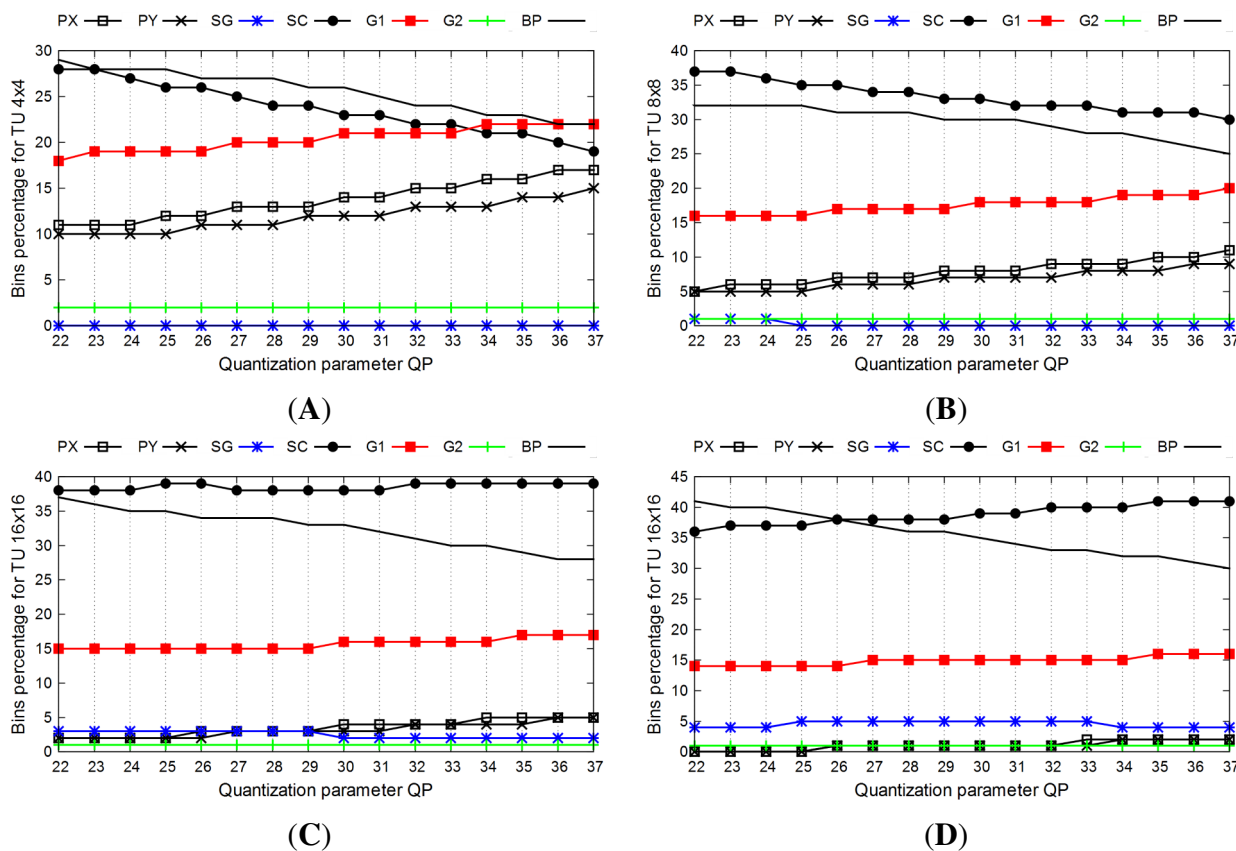 PX PY SG SC G1 G2 BP
30
25
20
15
10
5
0
22 23 24 25 26 27 28 29 30 31 32 33 34 35 36 37
Bins percentage for TU 4x4
Quantization parameter QP
(A)
PX PY SG SC G1 G2 BP
40
35
30
25
20
15
10
5
0
22 23 24 25 26 27 28 29 30 31 32 33 34 35 36 37
Bins percentage for TU 8x8
Quantization parameter QP
(B)
PX PY SG SC G1 G2 BP
40
35
30
25
20
15
10
5
0
22 23 24 25 26 27 28 29 30 31 32 33 34 35 36 37
Bins percentage for TU 16x16
Quantization parameter QP
(C)
PX PY SG SC G1 G2 BP
45
40
35
30
25
20
15
10
5
0
22 23 24 25 26 27 28 29 30 31 32 33 34 35 36 37
Bins percentage for TU 16x16
Quantization parameter QP
(D)